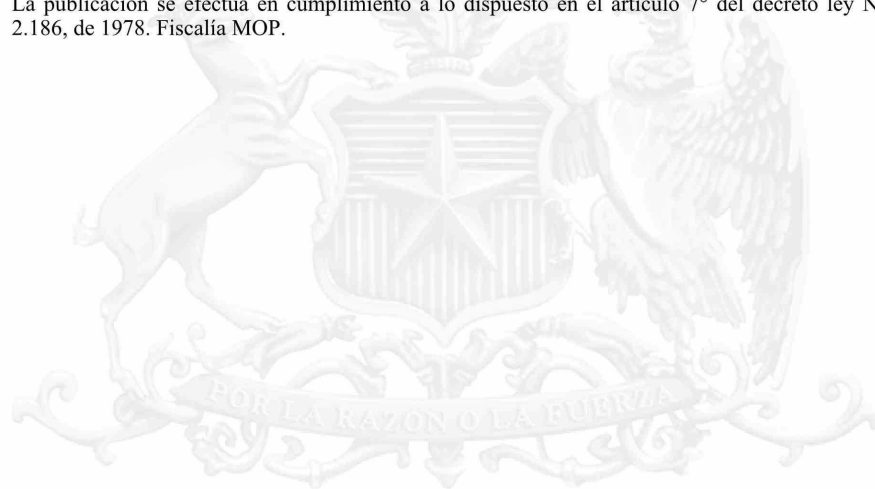 La publicación se efectúa en cumplimiento a lo dispuesto en el artículo 7° del decreto ley N
2.186, de 1978. Fiscalía MOP.
POR LA RAZÓN O LA FUERZA